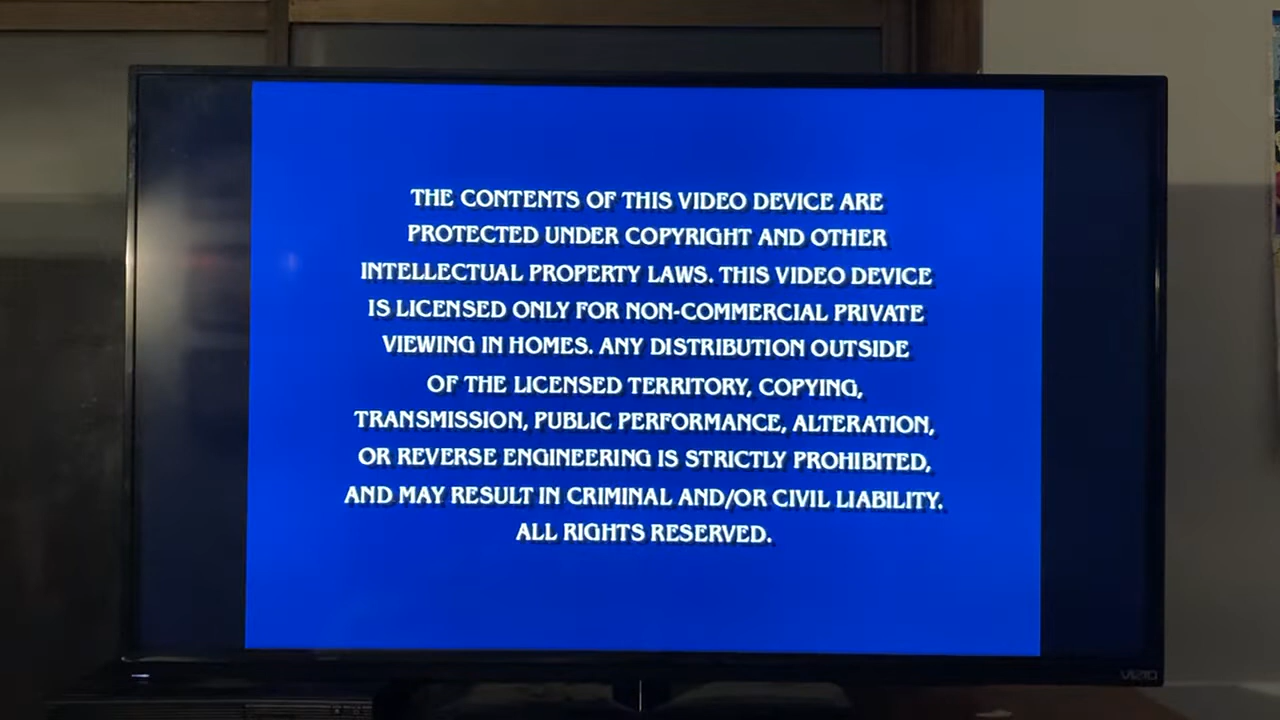 THE CONTENTS OF THIS VIDEO DEVICE ARE
PROTECTED UNDER COPYRIGHT AND OTHER
INTELLECTUAL PROPERTY LAWS. THIS VIDEO DEVICE
IS LICENSED ONLY FOR NON-COMMERCIAL PRIVATE
VIEWING IN HOMES. ANY DISTRIBUTION OUTSIDE
OF THE LICENSED TERRITORY, COPYING,
TRANSMISSION, PUBLIC PERFORMANCE, ALTERATION,
OR REVERSE ENGINEERING IS STRICTLY PROHIBITED,
AND MAY RESULT IN CRIMINAL AND/OR CIVIL LIABILITY.
ALL RIGHTS RESERVED.
VIZIO